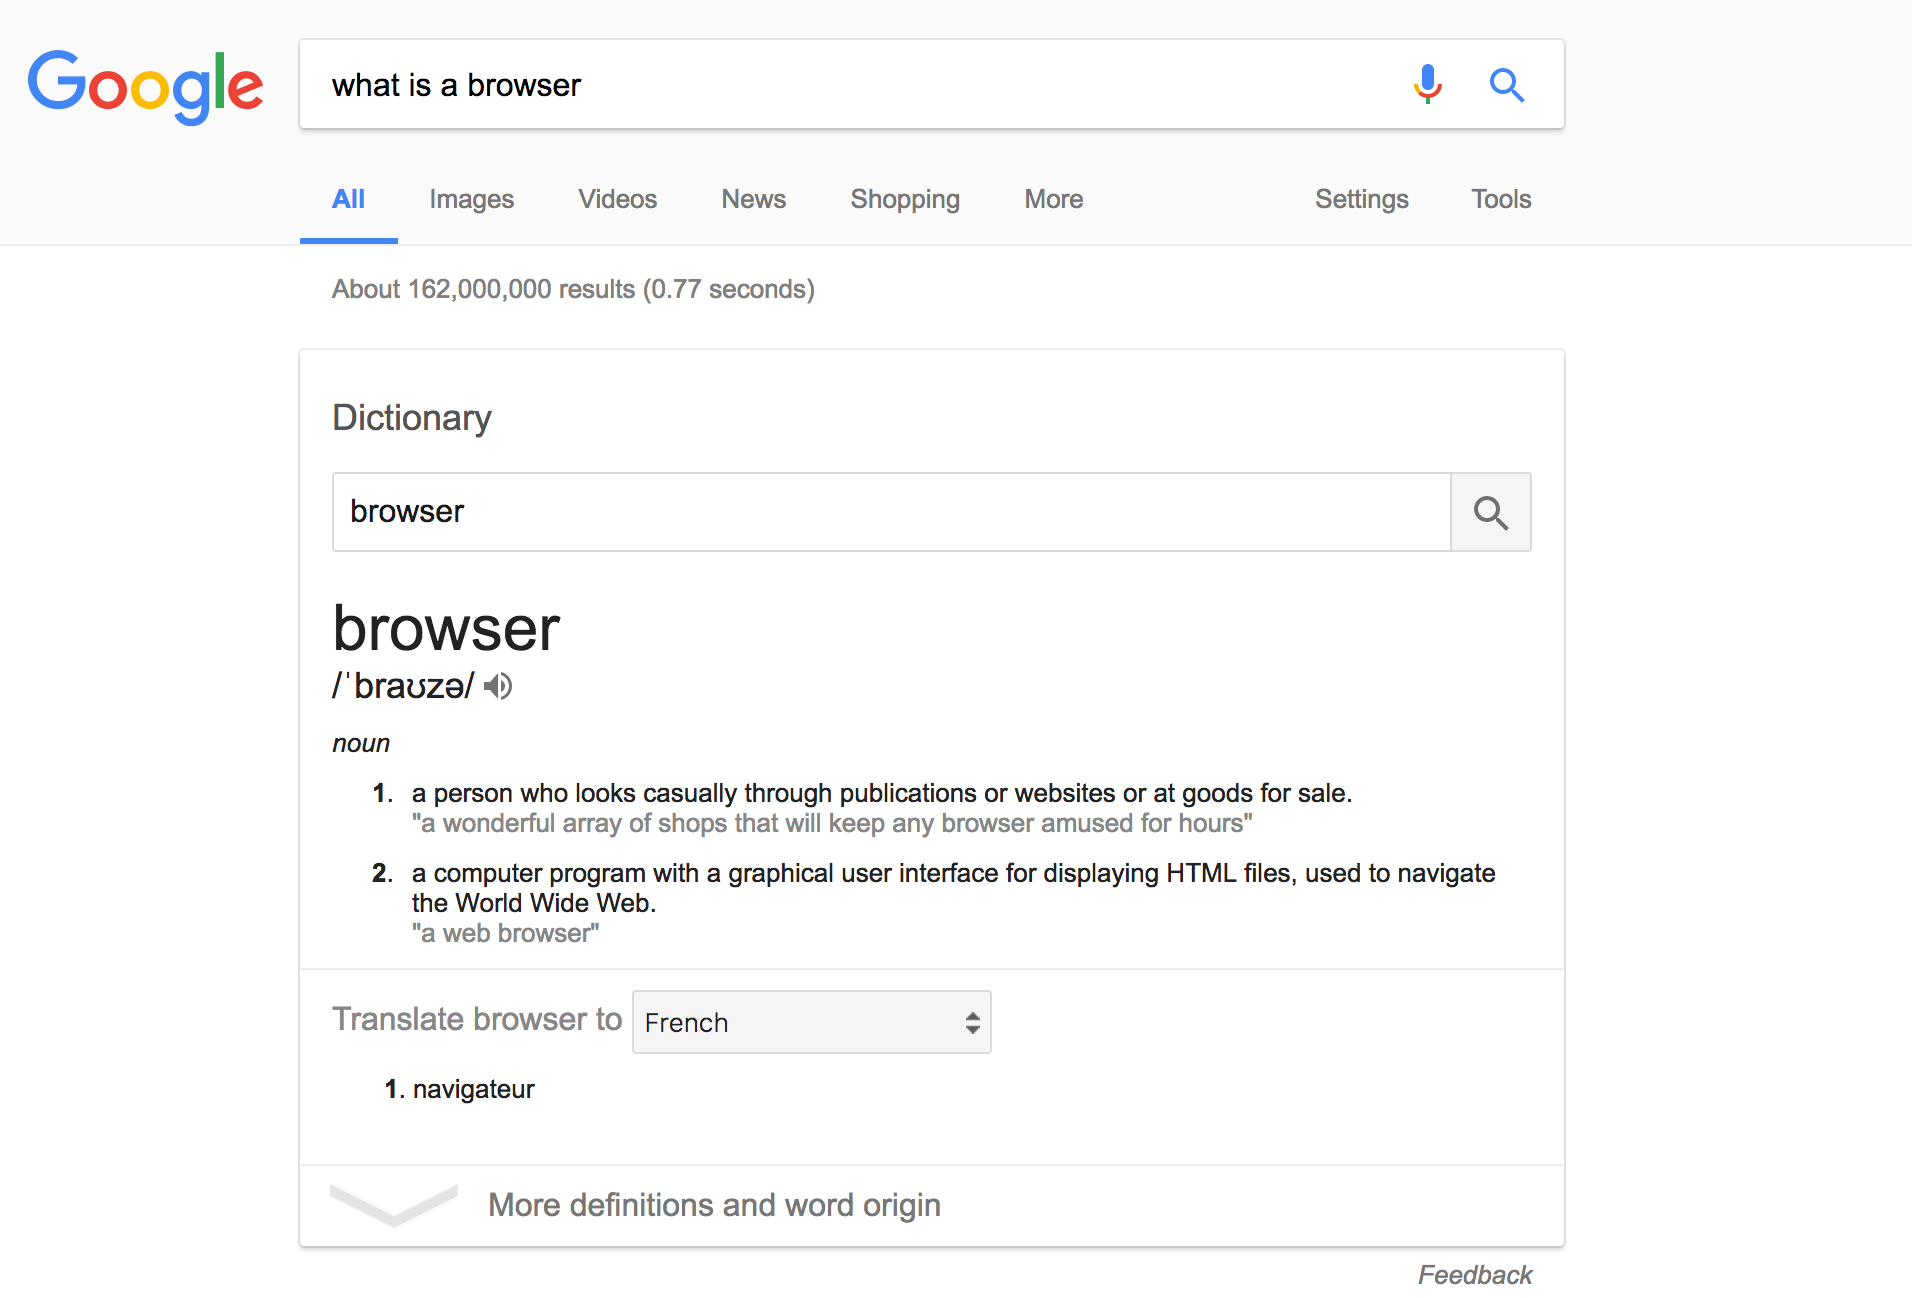 Google
what is a browser
All Images Videos News Shopping More Settings Tools
About 162,000,000 results (0.77 seconds)
Dictionary
browser
browser
/ˈbraʊzə/
noun
1. a person who looks casually through publications or websites or at goods for sale.
"a wonderful array of shops that will keep any browser amused for hours"
2. a computer program with a graphical user interface for displaying HTML files, used to navigate
the World Wide Web.
"a web browser"
Translate browser to French
1. navigateur
More definitions and word origin
Feedback